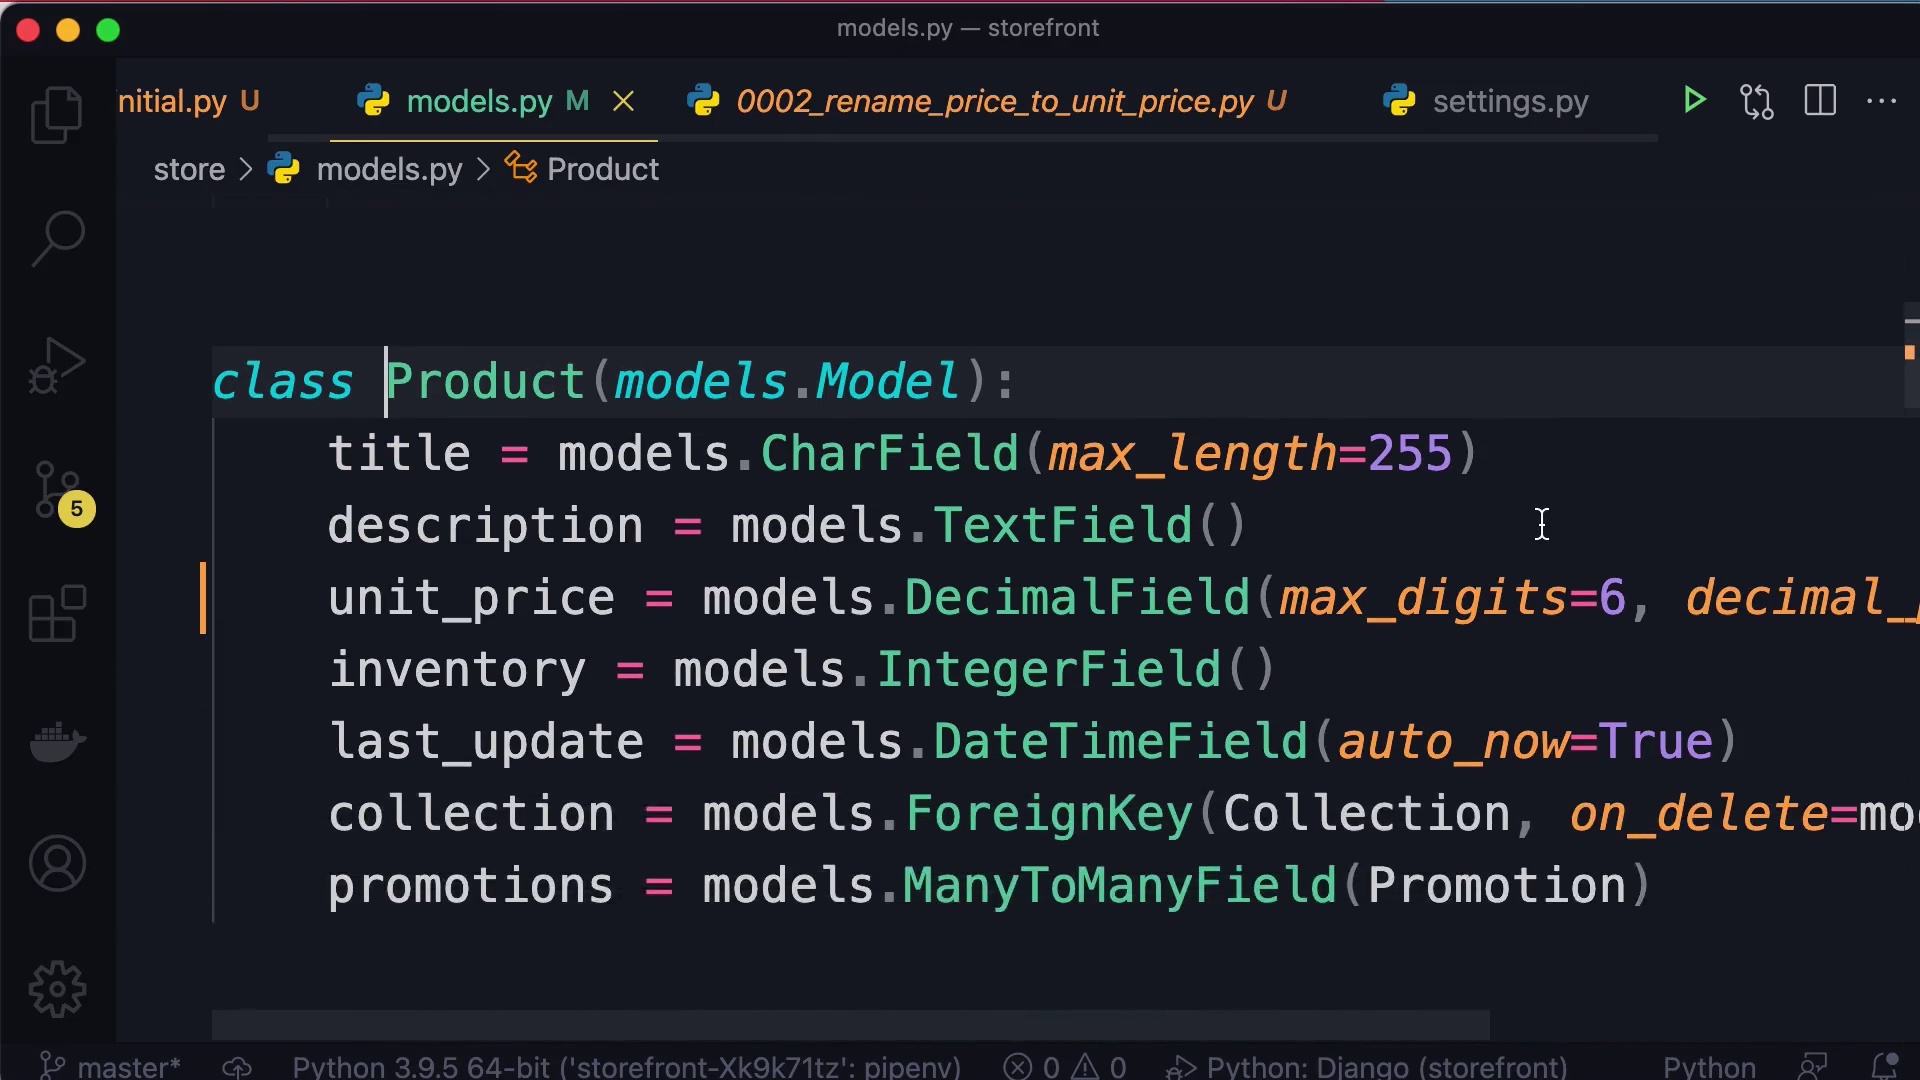 models.py — storefront
nitial.py U
models.py M
0002_rename_price_to_unit_price.py U
settings.py
store > models.py > Product
class Product(models.Model):
title = models.CharField(max_length=255)
description = models.TextField()
unit_price = models.DecimalField(max_digits=6, decimal_
inventory = models.IntegerField()
last_update = models.DateTimeField(auto_now=True)
collection = models.ForeignKey(Collection, on_delete=mo
promotions = models.ManyToManyField(Promotion)
5
master*
Python 3.9.5 64-bit ('storefront-Xk9k71tz': pipenv)
0
0
Python: Django (storefront)
Python